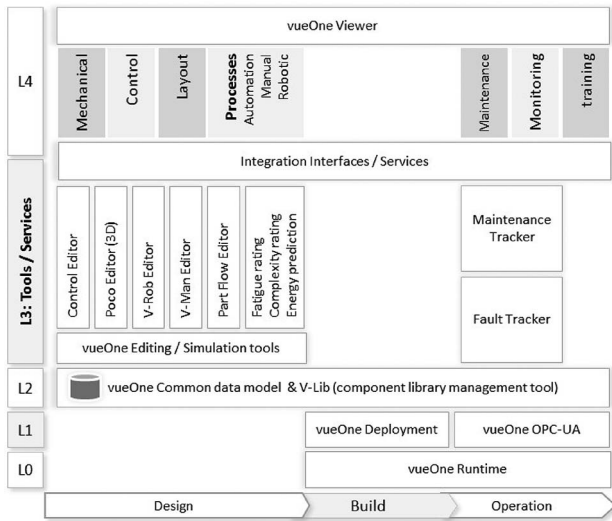 vueOne Viewer
L4
Mechanical
Control
Layout
Processes
Automation
Manual
Robotic
Maintenance
Monitoring
training
Integration Interfaces / Services
L3: Tools / Services
Control Editor
Poco Editor (3D)
V-Rob Editor
V-Man Editor
Part Flow Editor
Fatigue rating
Complexity rating
Energy prediction
Maintenance
Tracker
Fault Tracker
vueOne Editing / Simulation tools
L2
vueOne Common data model & V-Lib (component library management tool)
L1
vueOne Deployment
vueOne OPC-UA
L0
vueOne Runtime
Design
Build
Operation